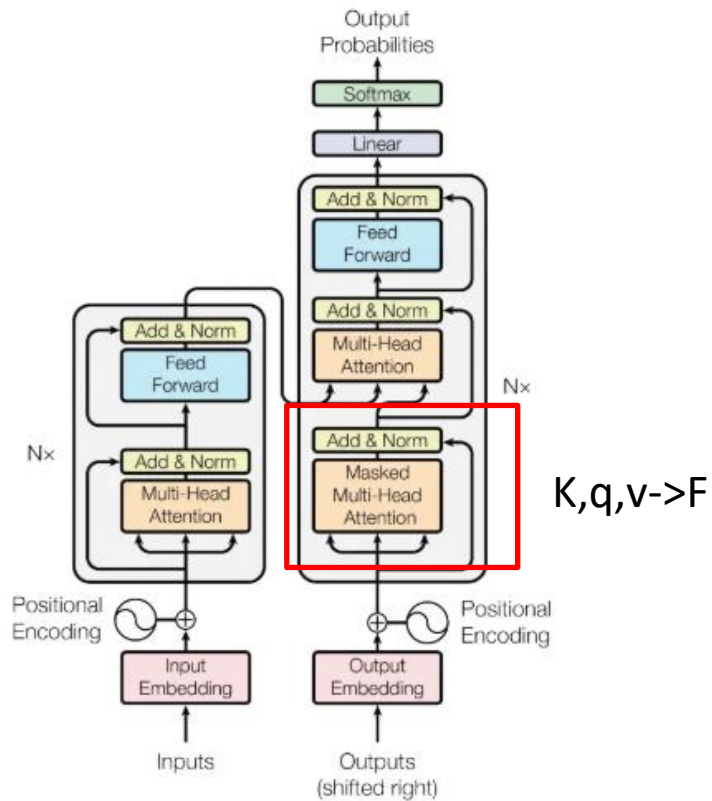 Output
Probabilities
Softmax
Linear
Add & Norm
Feed
Forward
Add & Norm
Multi-Head
Attention
Nx
Add & Norm
Masked
Multi-Head
Attention
K,q,v->F
Add & Norm
Feed
Forward
Nx
Add & Norm
Multi-Head
Attention
Positional
Encoding
Positional
Encoding
Input
Embedding
Output
Embedding
Inputs
Outputs
(shifted right)